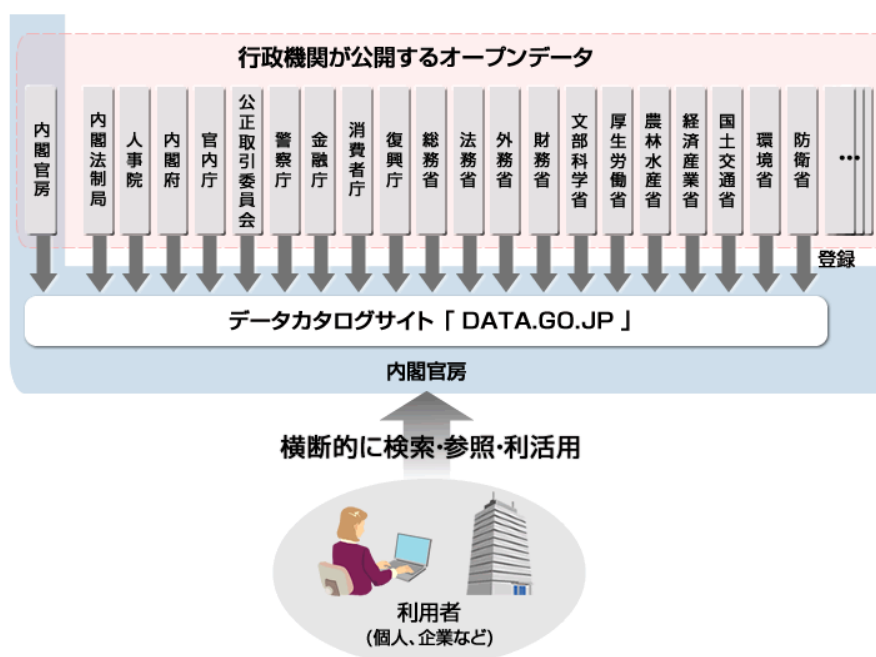 行政機関が公開するオープンデータ
内閣官房
内閣法制局
人事院
内閣府
官内庁
公正取引委員会
警察庁
金融庁
消費者庁
復興庁
総務省
法務省
外務省
財務省
文部科学省
厚生労働省
農林水産省
経済産業省
国土交通省
環境省
防衛省
…
登録
データカタログサイト「 DATA.GO.JP 」
内閣官房
横断的に検索・参照・利活用
利用者
(個人、企業など)